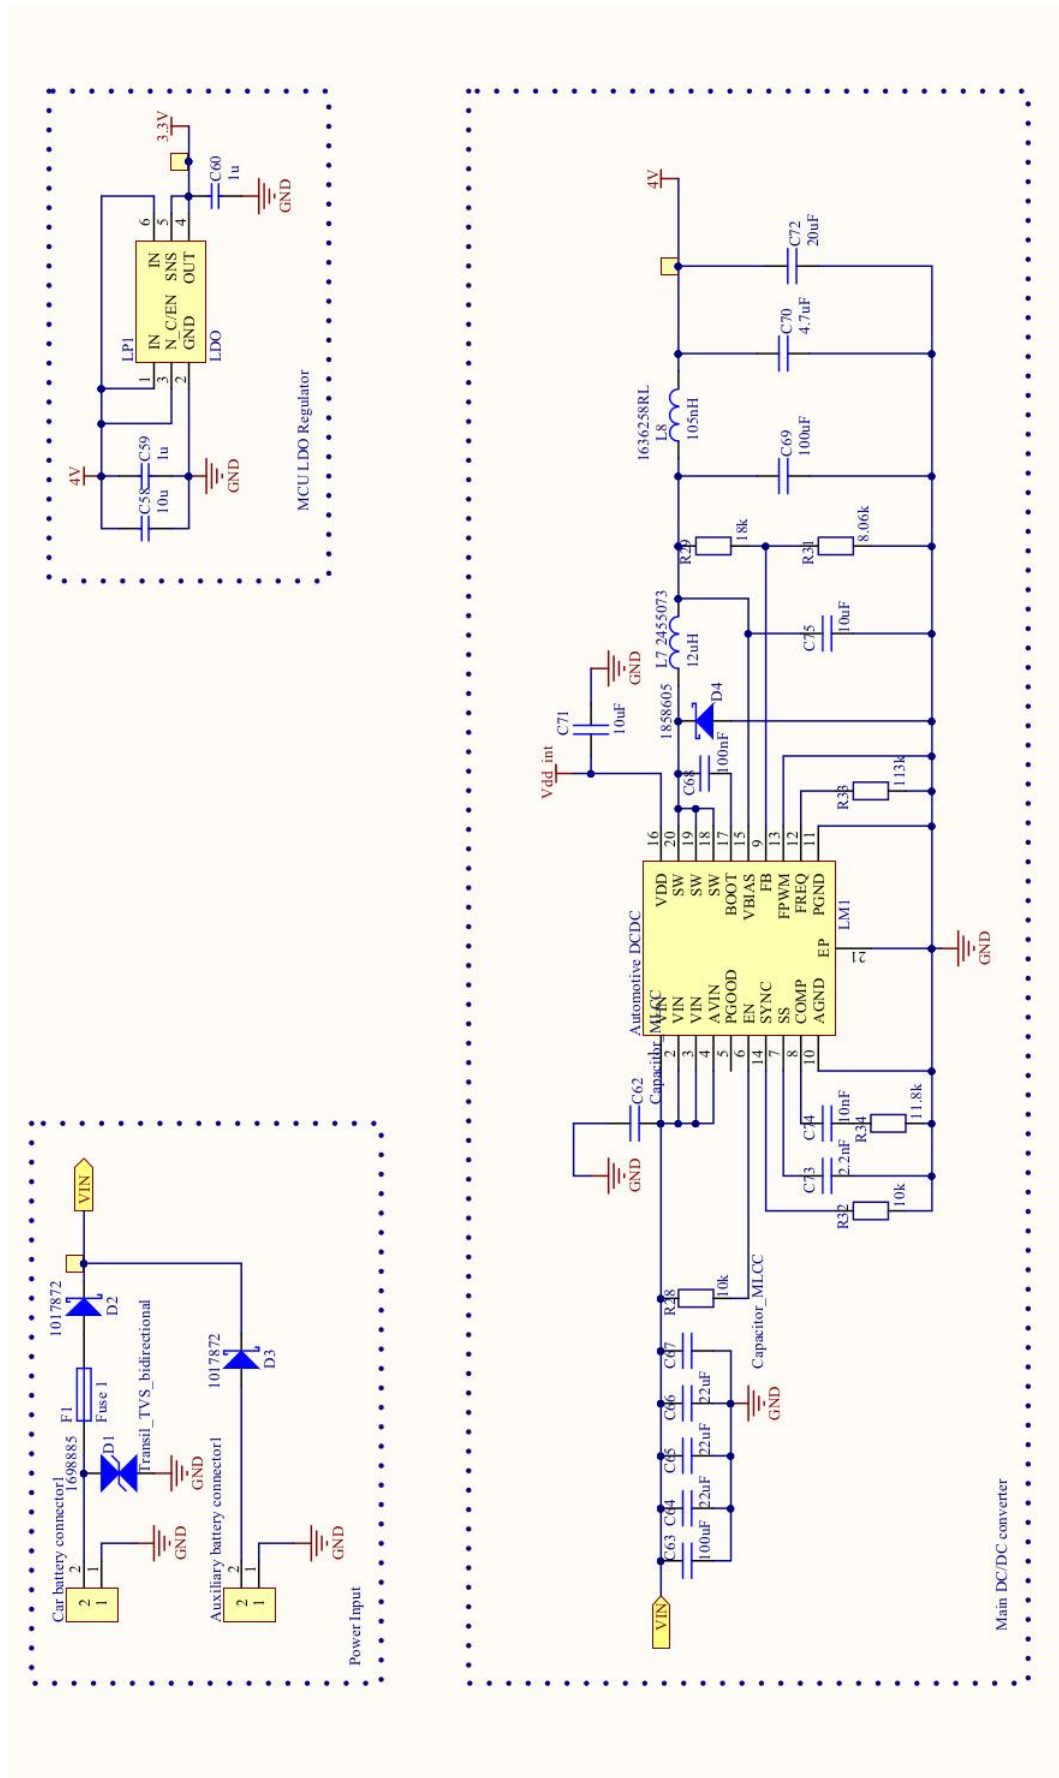 Car battery connector1
2
1
2
1
GND
1698885
D1
Transil_TVS_bidirectional
GND
F1
Fuse 1
1017872
D2
VIN
Auxiliary battery connector1
2
1
2
1
GND
1017872
D3
Power Input
4V
C58
10u
C59
1u
GND
LP1
1
3
2
IN
N_C/EN
GND
IN
SNS
OUT
6
5
4
LDO
3.3V
C60
1u
GND
MCU LDO Regulator
VIN
C63
100uF
C64
22uF
C65
22uF
C66
22uF
C67
Capacitor_MLCC
GND
R28
10k
C62
Capacitor_MLCC
GND
R32
10k
C73
2.2nF
C74
10nF
R34
11.8k
Automotive DCDC
1
2
3
4
5
6
14
7
8
10
VIN
VIN
VIN
AVIN
PGOOD
EN
SYNC
SS
COMP
AGND
EP
21
GND
VDD
SW
SW
SW
BOOT
VBIAS
FB
FPWM
FREQ
PGND
16
20
19
18
17
15
9
13
12
11
LM1
Vdd_int
C71
10uF
GND
C68
100nF
R33
113k
1858605
D4
L7 2455073
12uH
C75
10uF
R29
18k
R31
8.06k
C69
100uF
1636258RL
L8
105nH
C70
4.7uF
C72
20uF
4V
Main DC/DC converter